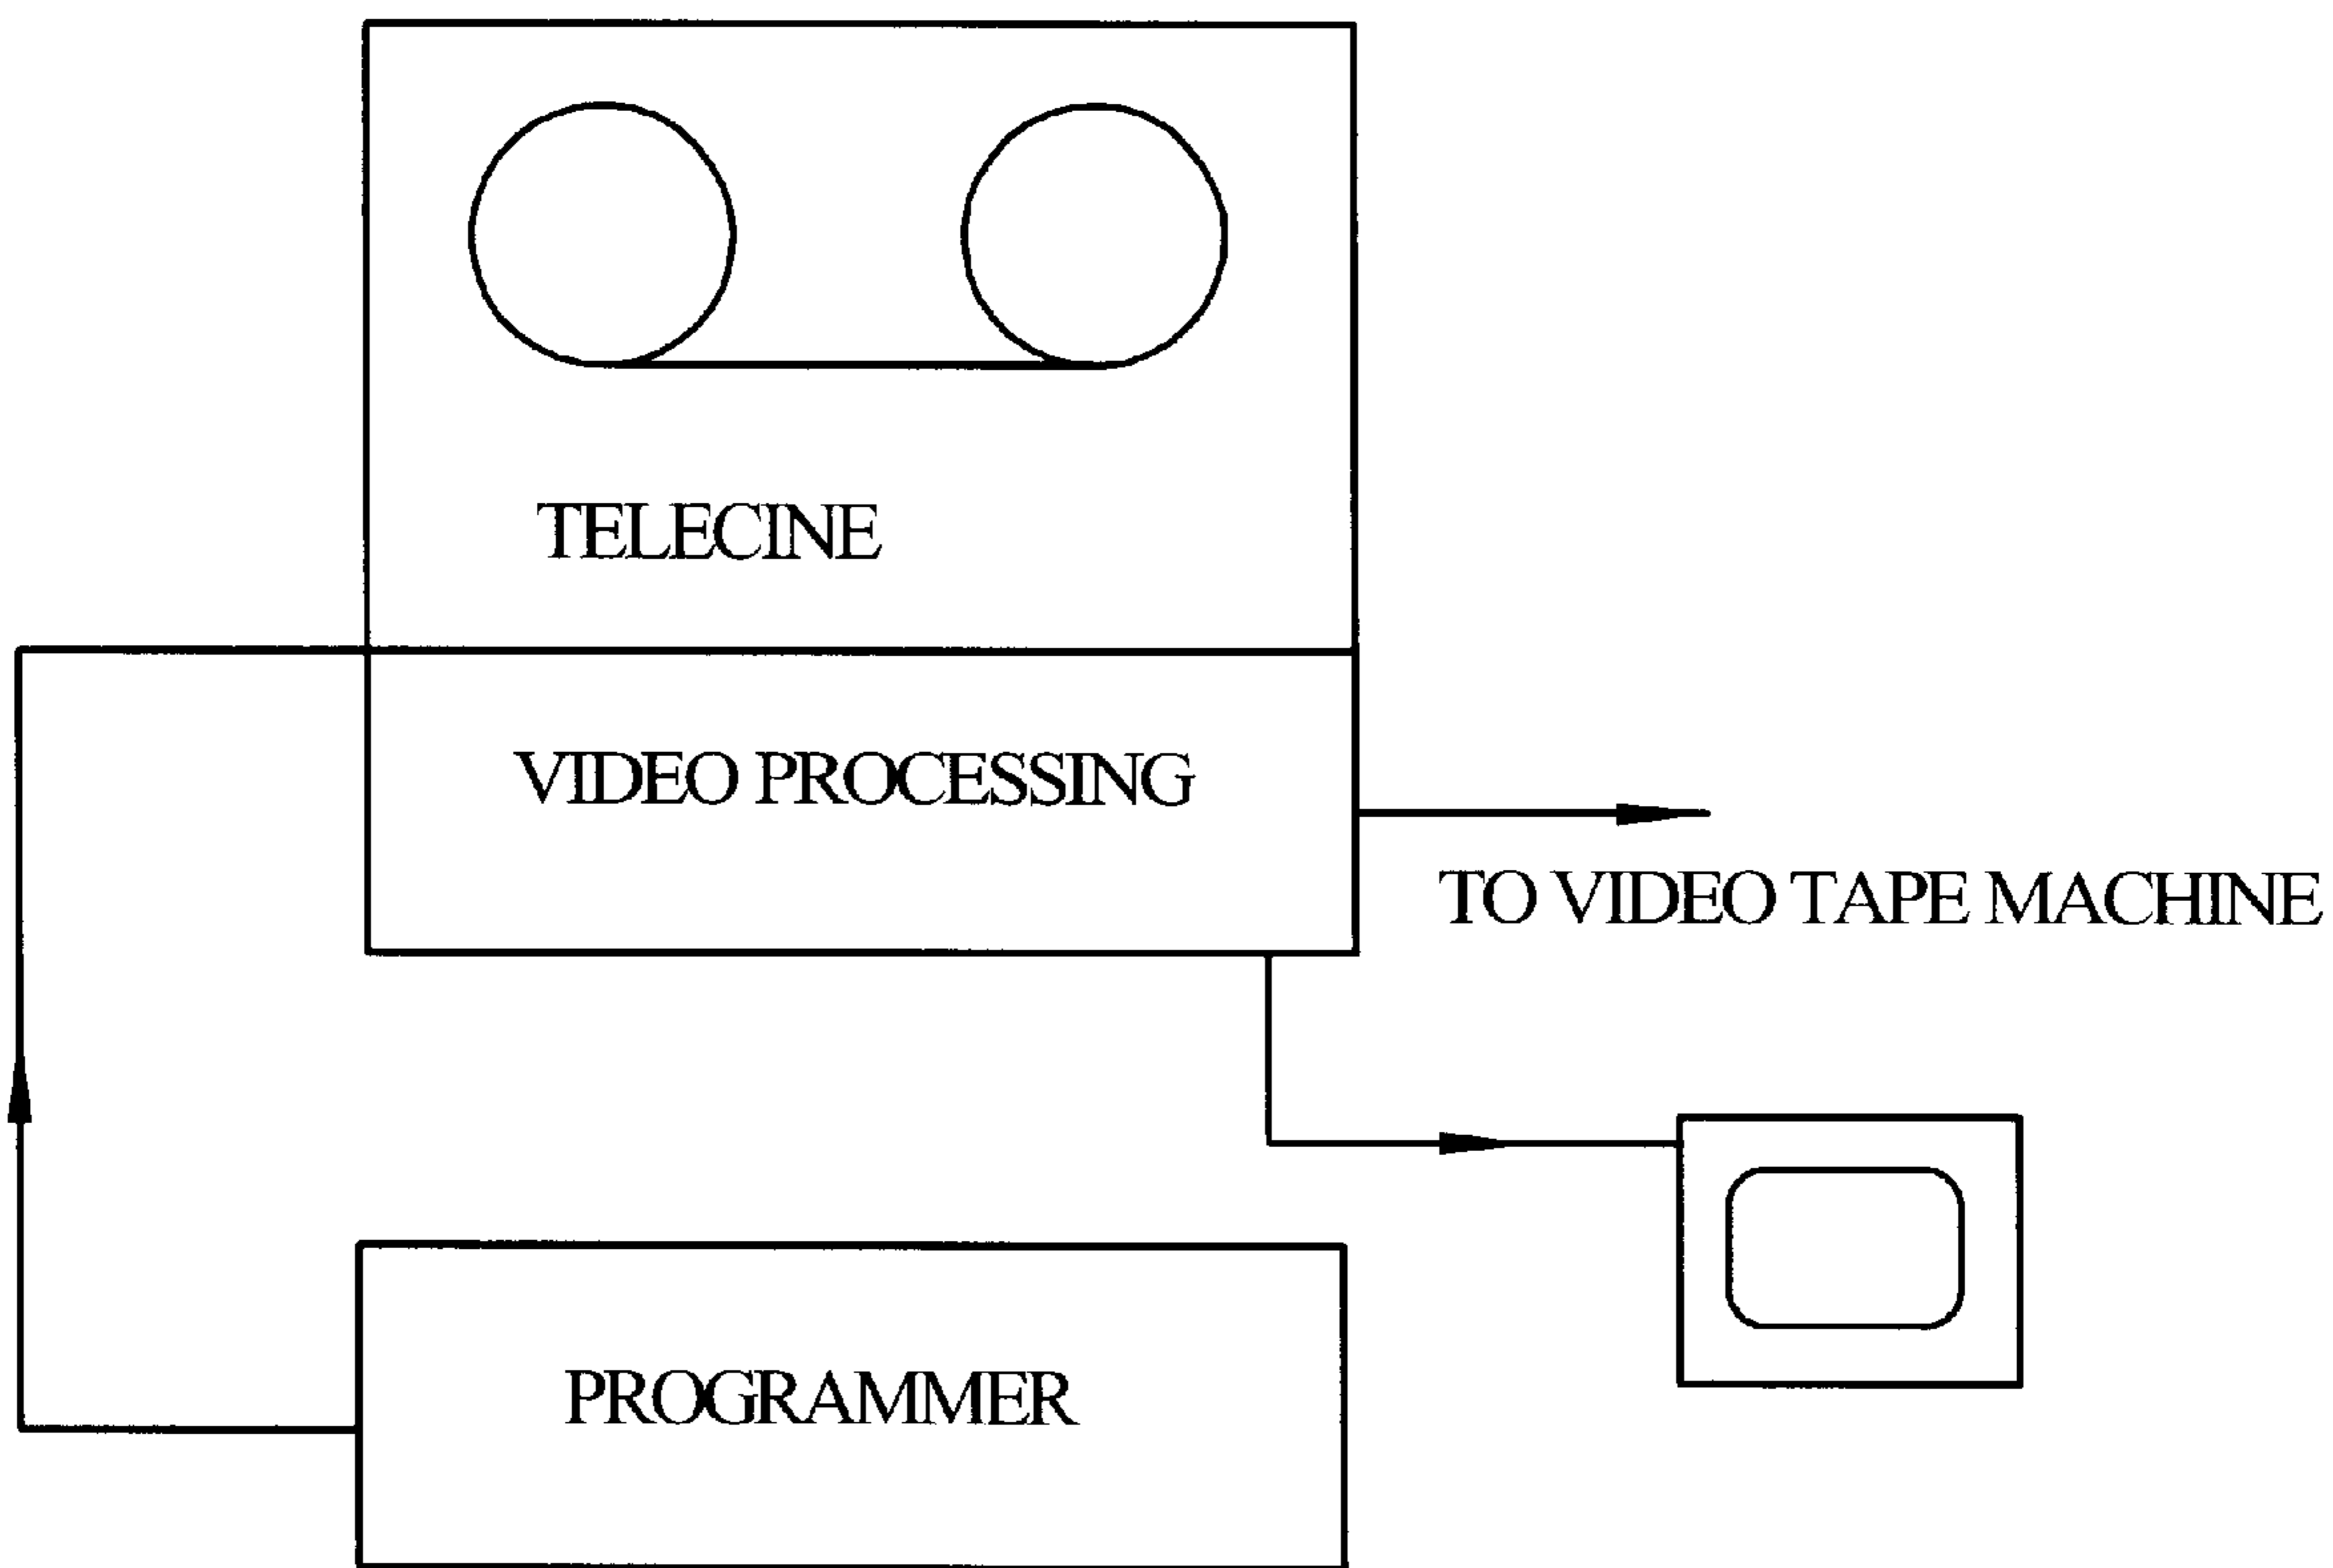 TELECINE
VIDEO PROCESSING
TO VIDEO TAPE MACHINE
PROGRAMMER